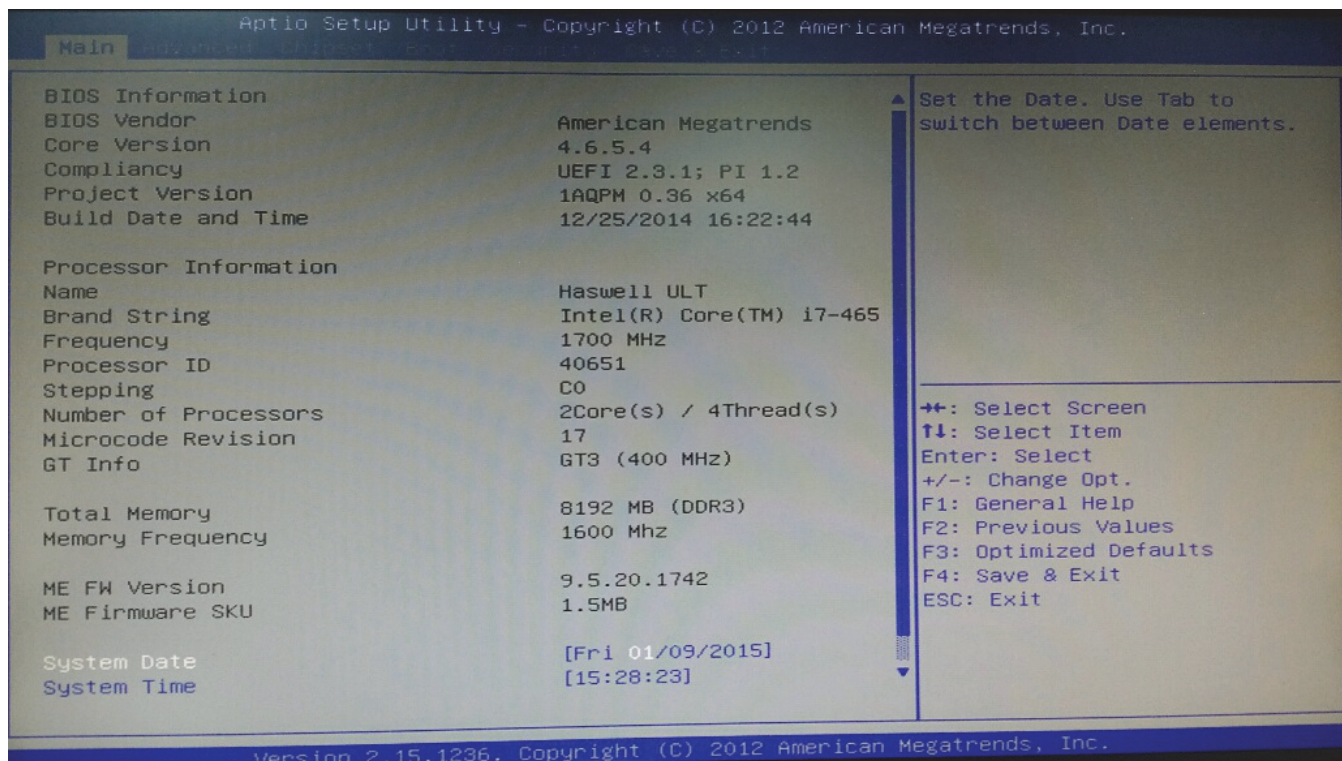 Aptio Setup Utility - Copyright (C) 2012 American Megatrends, Inc.
Main Advanced Chipset Boot Security Save & Exit
BIOS Information
BIOS Vendor American Megatrends
Core Version 4.6.5.4
Compliancy UEFI 2.3.1; PI 1.2
Project Version 1AQPM 0.36 x64
Build Date and Time 12/25/2014 16:22:44
Processor Information
Name Haswell ULT
Brand String Intel(R) Core(TM) i7-465
Frequency 1700 MHz
Processor ID 40651
Stepping C0
Number of Processors 2Core(s) / 4Thread(s)
Microcode Revision 17
GT Info GT3 (400 MHz)
Total Memory 8192 MB (DDR3)
Memory Frequency 1600 Mhz
ME FW Version 9.5.20.1742
ME Firmware SKU 1.5MB
System Date [Fri 01/09/2015]
System Time [15:28:23]
Set the Date. Use Tab to
switch between Date elements.
→←: Select Screen
↑↓: Select Item
Enter: Select
+/-: Change Opt.
F1: General Help
F2: Previous Values
F3: Optimized Defaults
F4: Save & Exit
ESC: Exit
Version 2.15.1236. Copyright (C) 2012 American Megatrends, Inc.